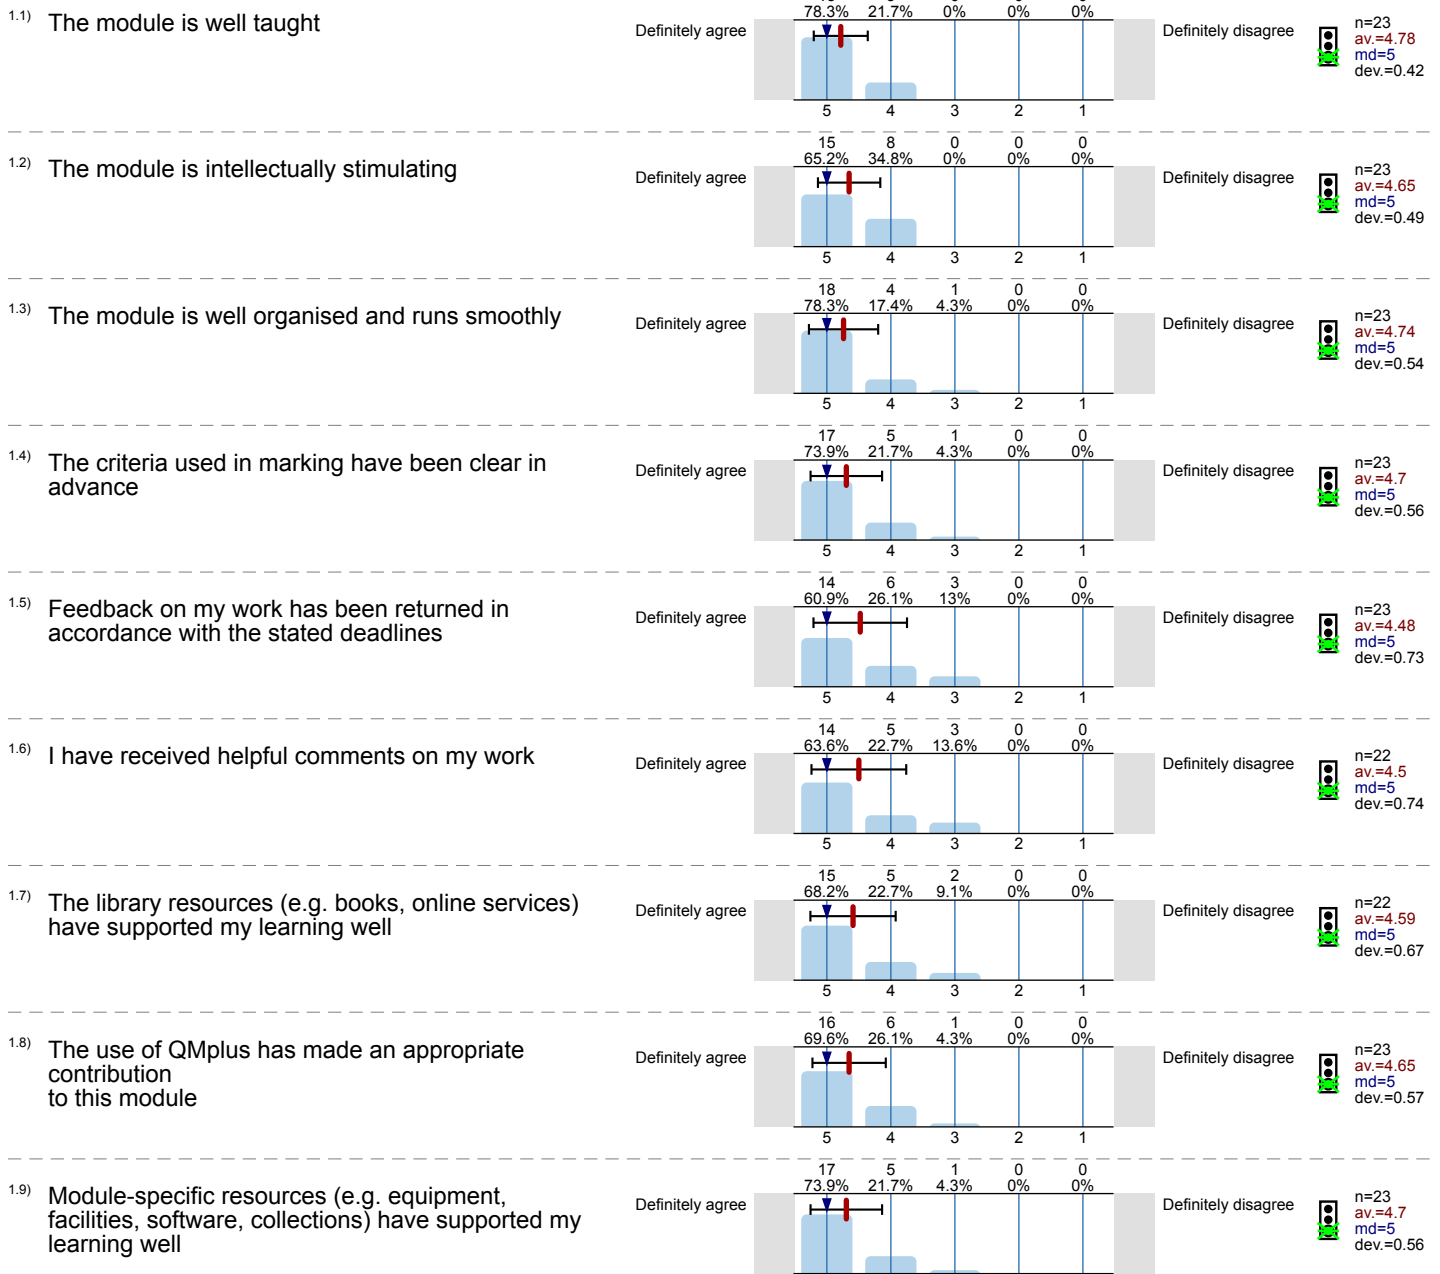 78.3% 21.7% 0% 0% 0%
1.1) The module is well taught Definitely agree Definitely disagree n=23
av.=4.78
md=5
dev.=0.42
5 4 3 2 1
15 8 0 0 0
65.2% 34.8% 0% 0% 0%
1.2) The module is intellectually stimulating Definitely agree Definitely disagree n=23
av.=4.65
md=5
dev.=0.49
5 4 3 2 1
18 4 1 0 0
78.3% 17.4% 4.3% 0% 0%
1.3) The module is well organised and runs smoothly Definitely agree Definitely disagree n=23
av.=4.74
md=5
dev.=0.54
5 4 3 2 1
17 5 1 0 0
73.9% 21.7% 4.3% 0% 0%
1.4) The criteria used in marking have been clear in Definitely agree Definitely disagree n=23
advance av.=4.7
md=5
dev.=0.56
5 4 3 2 1
14 6 3 0 0
60.9% 26.1% 13% 0% 0%
1.5) Feedback on my work has been returned in Definitely agree Definitely disagree n=23
accordance with the stated deadlines av.=4.48
md=5
dev.=0.73
5 4 3 2 1
14 5 3 0 0
63.6% 22.7% 13.6% 0% 0%
1.6) I have received helpful comments on my work Definitely agree Definitely disagree n=22
av.=4.5
md=5
dev.=0.74
5 4 3 2 1
15 5 2 0 0
68.2% 22.7% 9.1% 0% 0%
1.7) The library resources (e.g. books, online services) Definitely agree Definitely disagree n=22
have supported my learning well av.=4.59
md=5
dev.=0.67
5 4 3 2 1
16 6 1 0 0
69.6% 26.1% 4.3% 0% 0%
1.8) The use of QMplus has made an appropriate Definitely agree Definitely disagree n=23
contribution av.=4.65
to this module md=5
dev.=0.57
5 4 3 2 1
17 5 1 0 0
73.9% 21.7% 4.3% 0% 0%
1.9) Module-specific resources (e.g. equipment, Definitely agree Definitely disagree n=23
facilities, software, collections) have supported my av.=4.7
learning well md=5
dev.=0.56